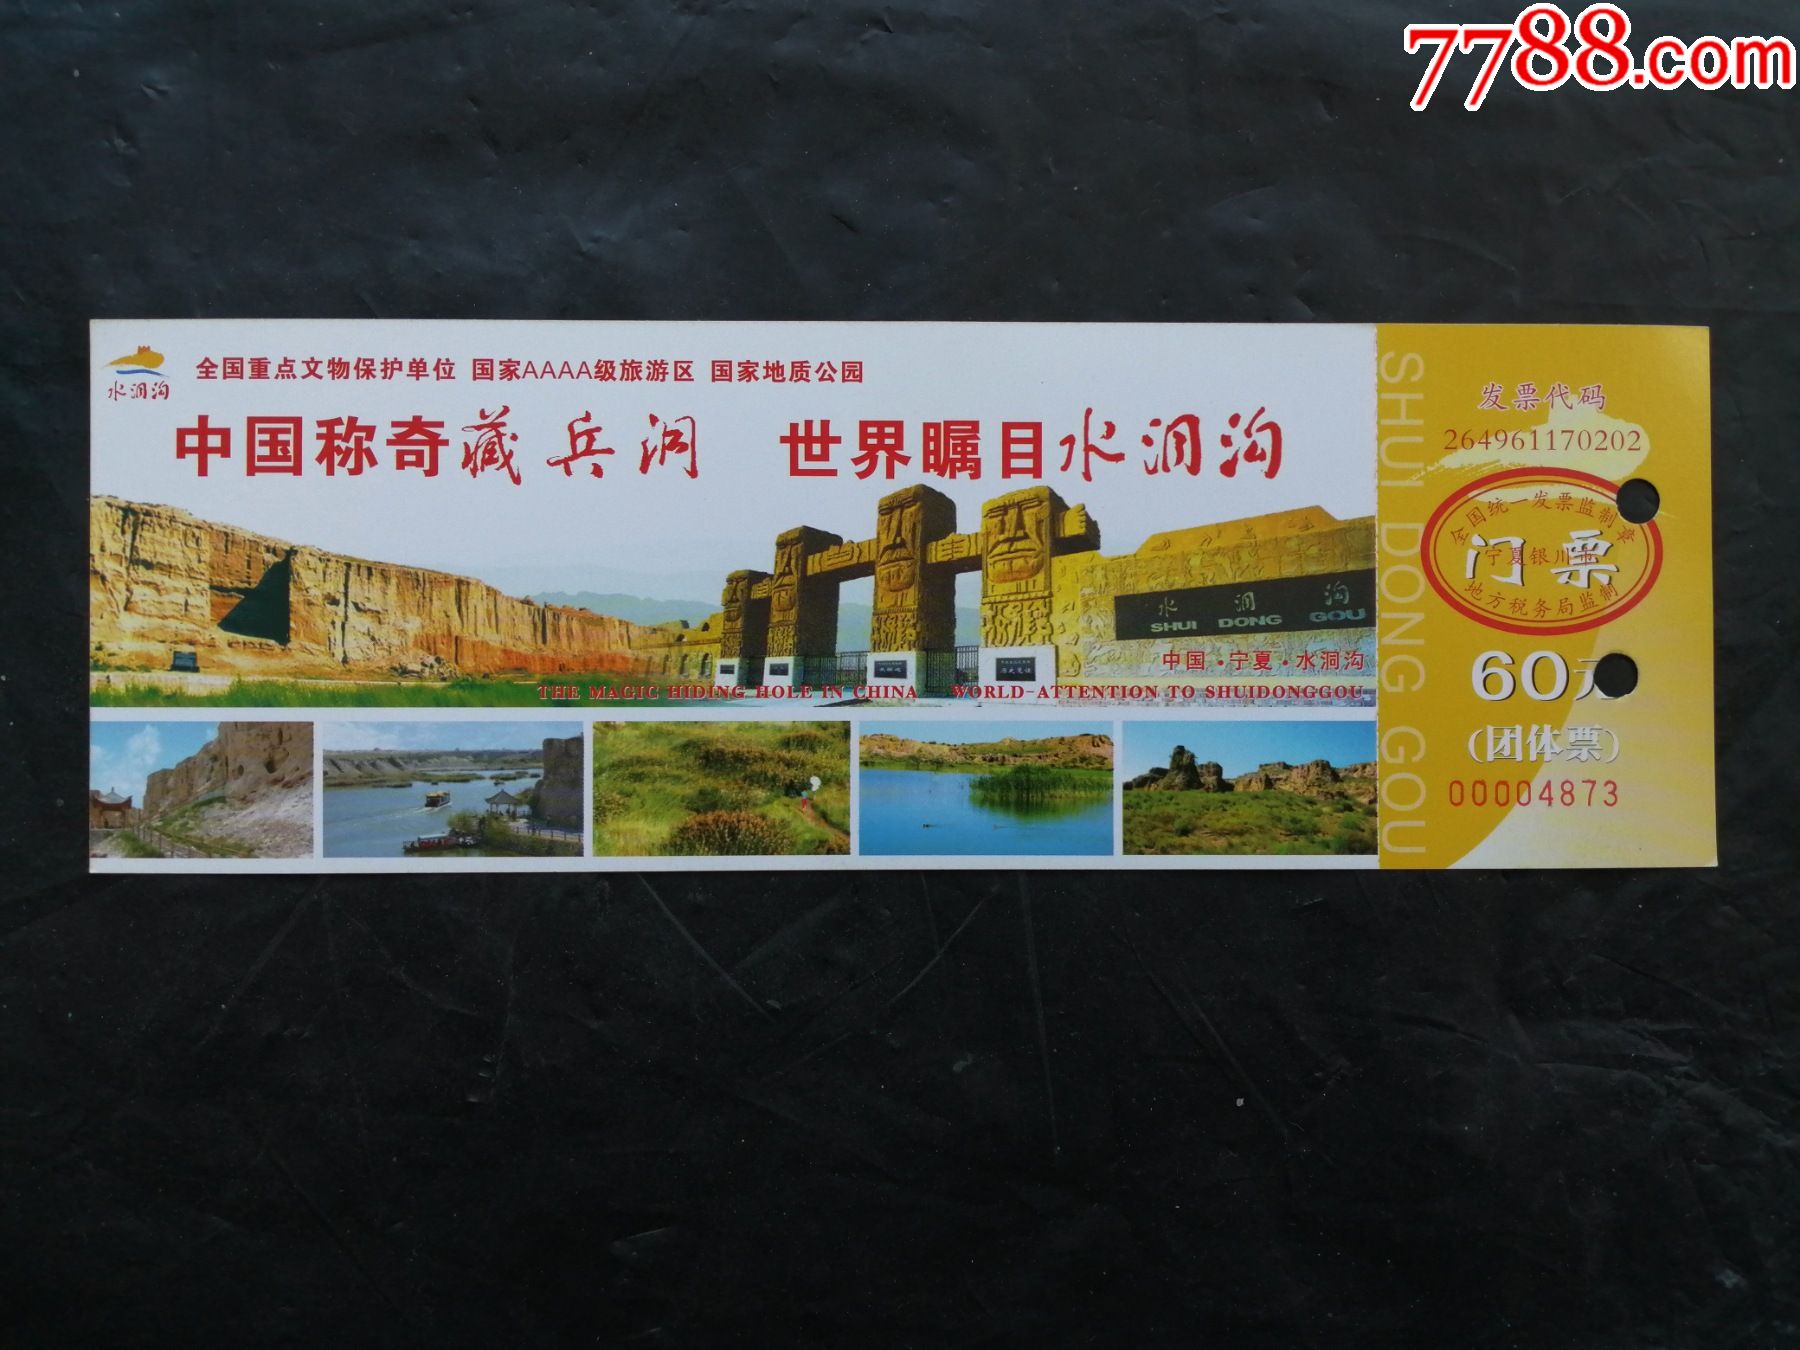 7788.com
水洞沟
全国重点文物保护单位 国家AAAA级旅游区 国家地质公园
中国称奇藏兵洞 世界瞩目水洞沟
水洞沟
SHUI DONG GOU
中国·宁夏·水洞沟
THE MAGIC HIDING HOLE IN CHINA WORLD-ATTENTION TO SHUIDONGGOU
SHUI DONG GOU
发票代码
264961170202
全国统一发票监制章
宁夏银川市
门票
地方税务局监制
60元
(团体票)
00004873